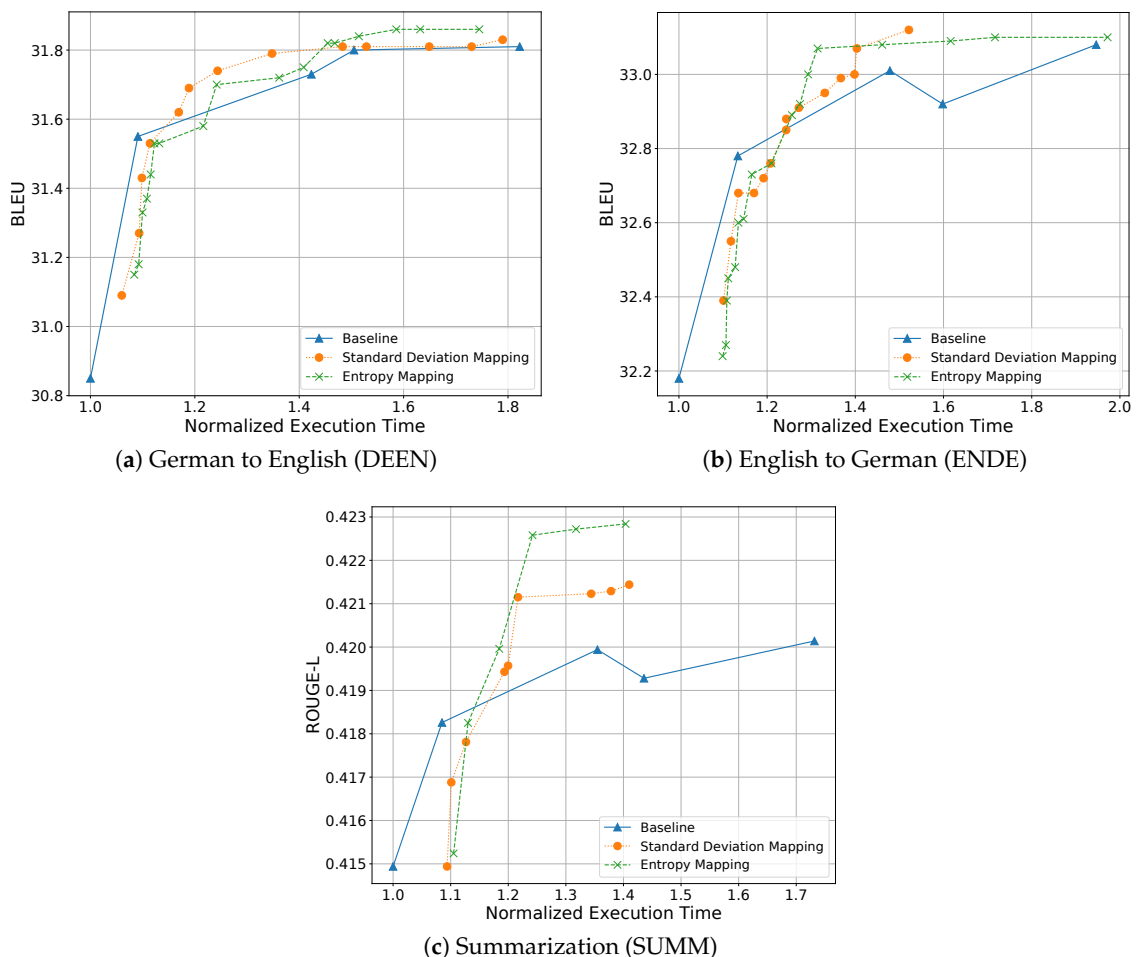 BLEU
31.8
31.6
31.4
31.2
31.0
30.8
1.0 1.2 1.4 1.6 1.8
Normalized Execution Time
Baseline
Standard Deviation Mapping
Entropy Mapping
(a) German to English (DEEN)
BLEU
33.0
32.8
32.6
32.4
32.2
1.0 1.2 1.4 1.6 1.8 2.0
Normalized Execution Time
Baseline
Standard Deviation Mapping
Entropy Mapping
(b) English to German (ENDE)
ROUGE-L
0.423
0.422
0.421
0.420
0.419
0.418
0.417
0.416
0.415
1.0 1.1 1.2 1.3 1.4 1.5 1.6 1.7
Normalized Execution Time
Baseline
Standard Deviation Mapping
Entropy Mapping
(c) Summarization (SUMM)